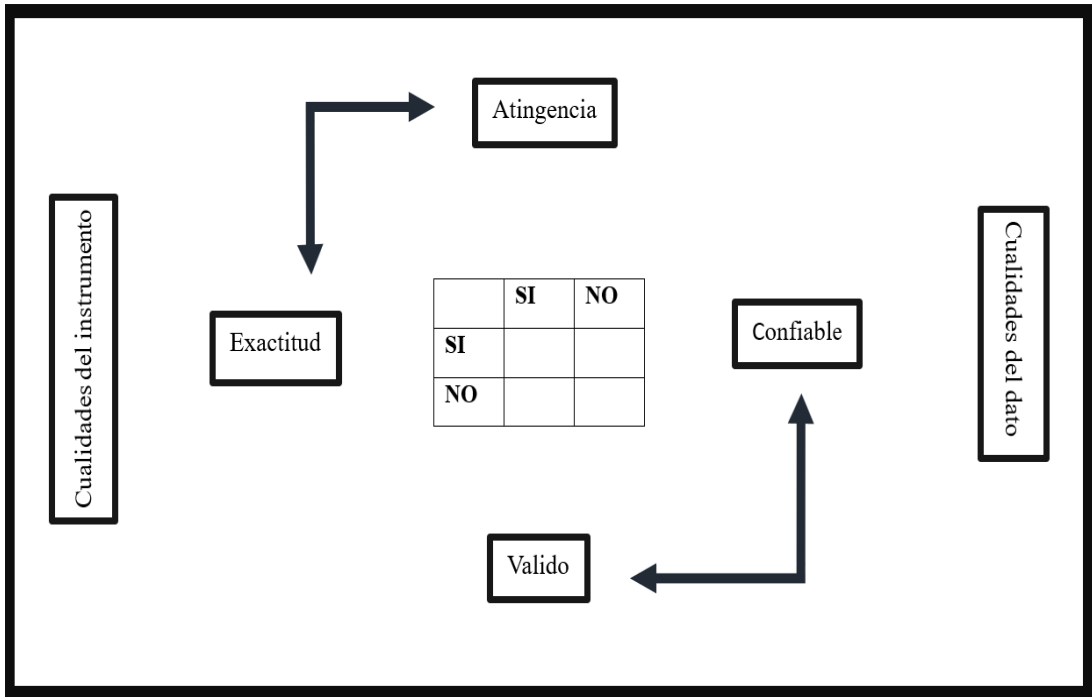 Atingencia
Cualidades del instrumento
Exactitud
SI NO
SI
NO
Confiable
Cualidades del dato
Valido